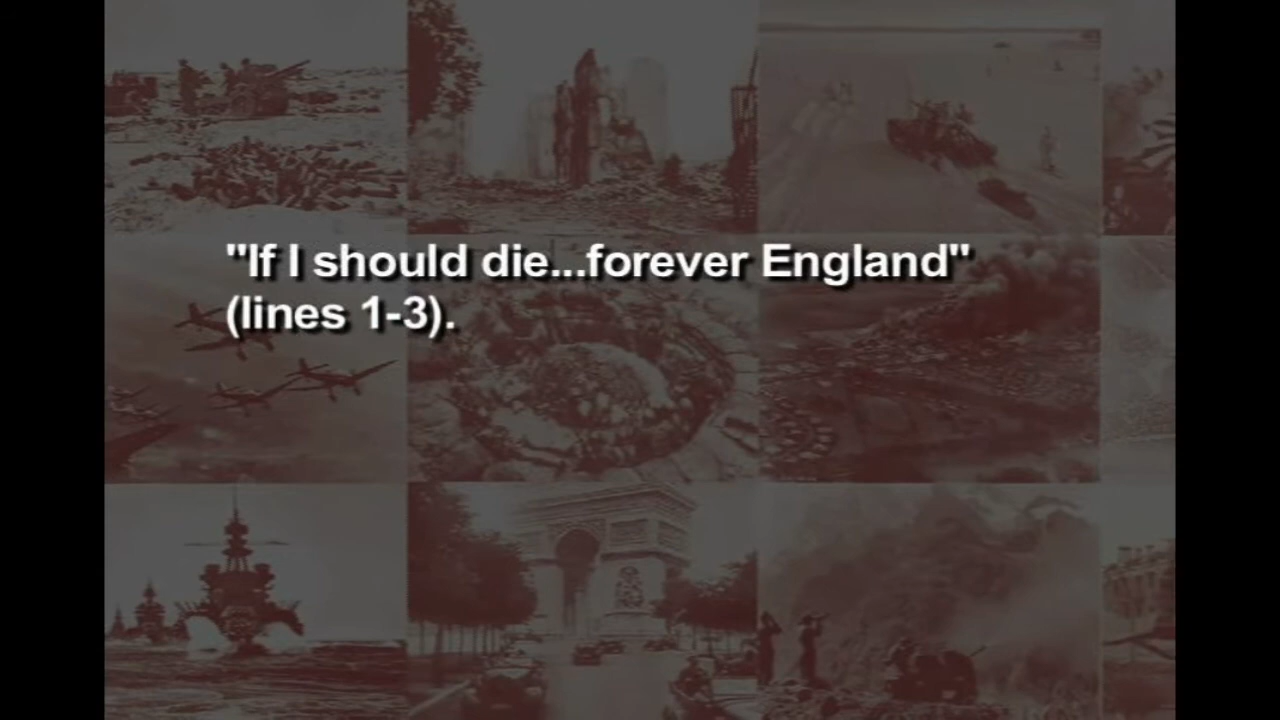 "If I should die...forever England"
(lines 1-3).